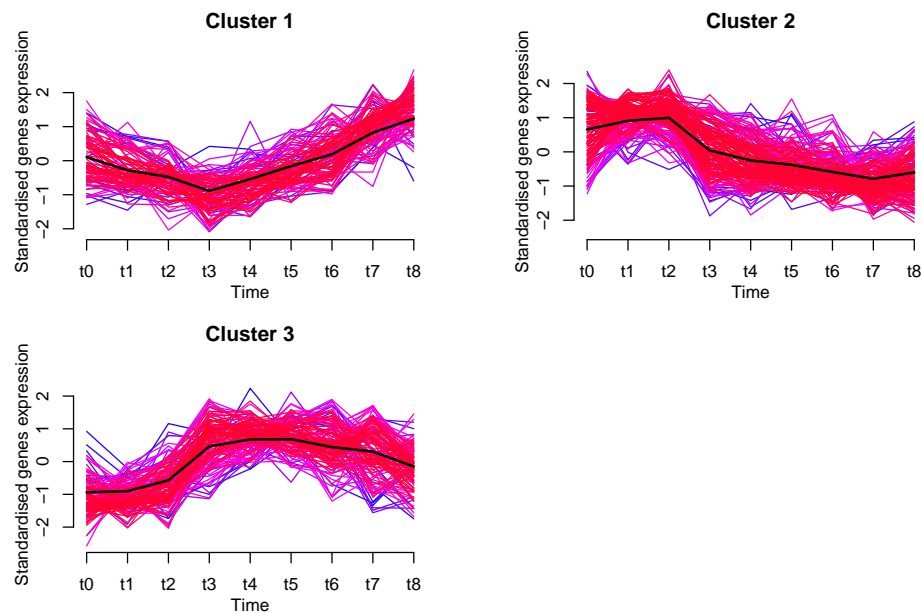 Cluster 1
Standardised genes expression
2
1
0
−1
−2
t0 t1 t2 t3 t4 t5 t6 t7 t8
Time
Cluster 2
Standardised genes expression
2
1
0
−1
−2
t0 t1 t2 t3 t4 t5 t6 t7 t8
Time
Cluster 3
Standardised genes expression
2
1
0
−1
−2
t0 t1 t2 t3 t4 t5 t6 t7 t8
Time